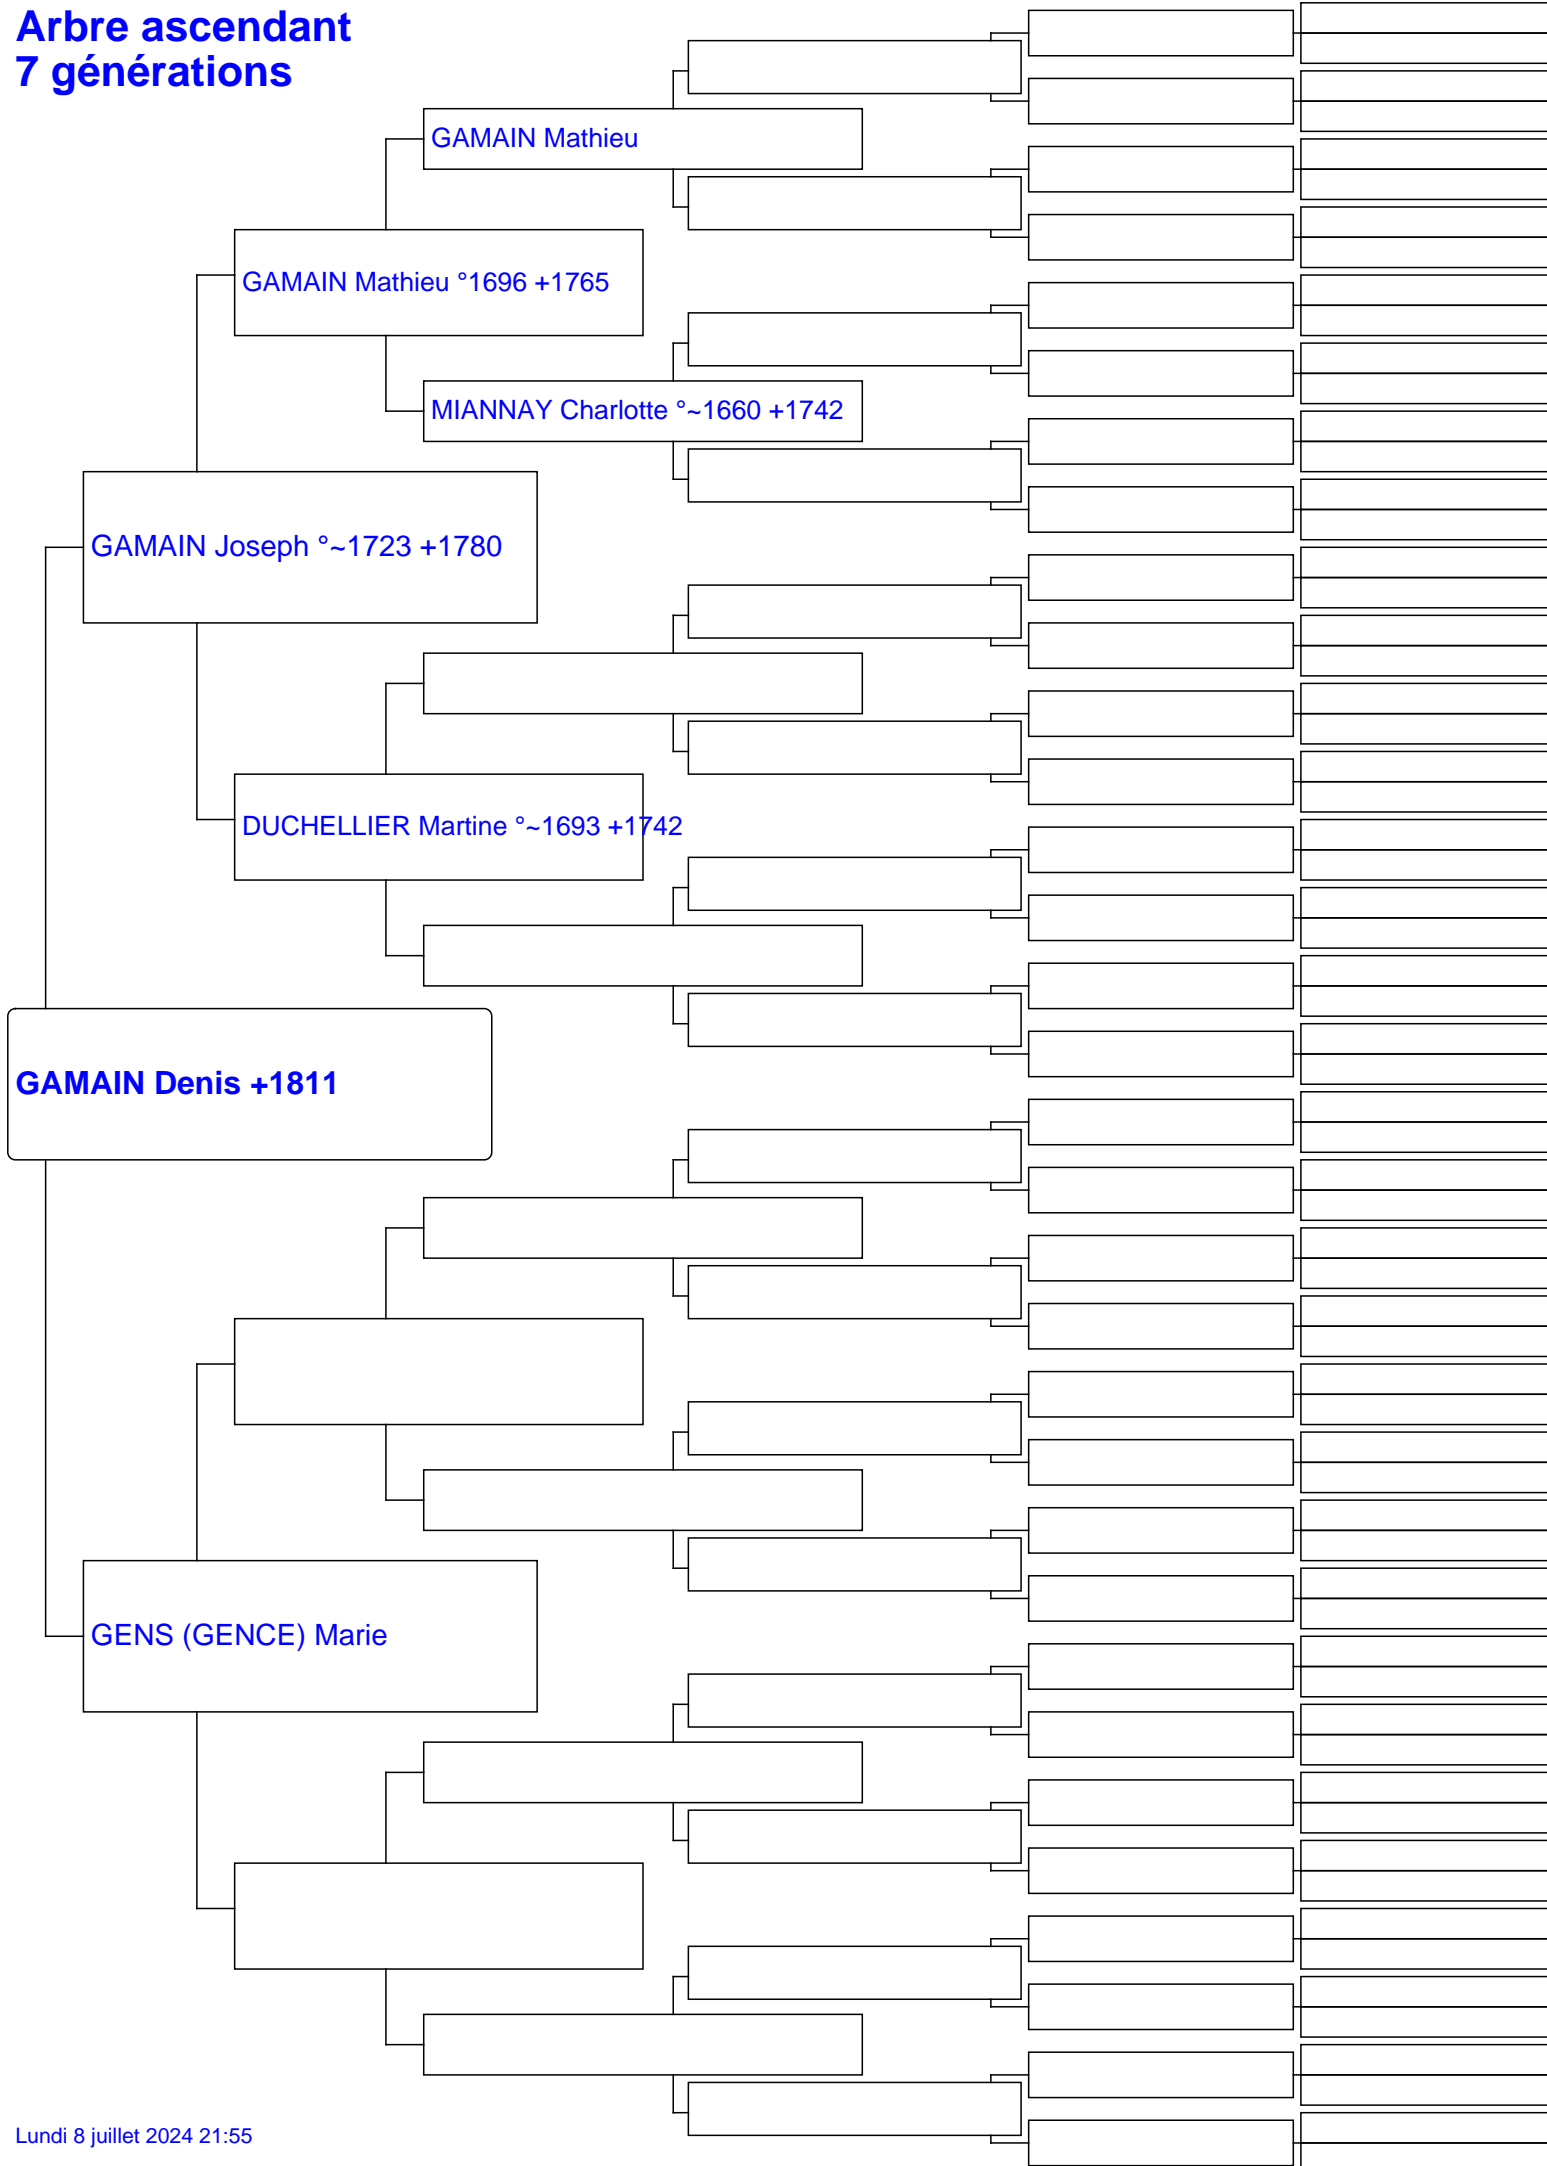 Arbre ascendant
7 générations
GAMAIN Mathieu
GAMAIN Mathieu °1696 +1765
MIANNAY Charlotte °~1660 +1742
GAMAIN Joseph °~1723 +1780
DUCHELLIER Martine °~1693 +1742
GAMAIN Denis +1811
GENS (GENCE) Marie
Lundi 8 juillet 2024 21:55